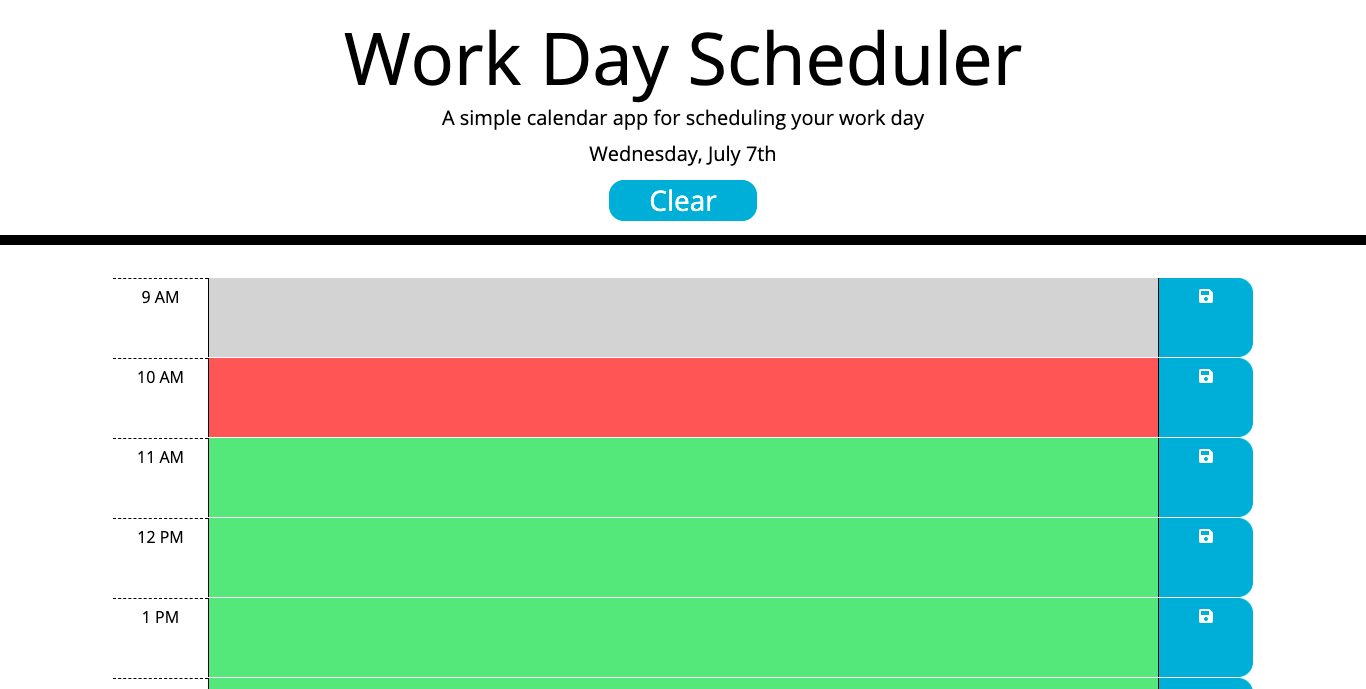 Work Day Scheduler
A simple calendar app for scheduling your work day
Wednesday, July 7th
Clear
9 AM
10 AM
11 AM
12 PM
1 PM